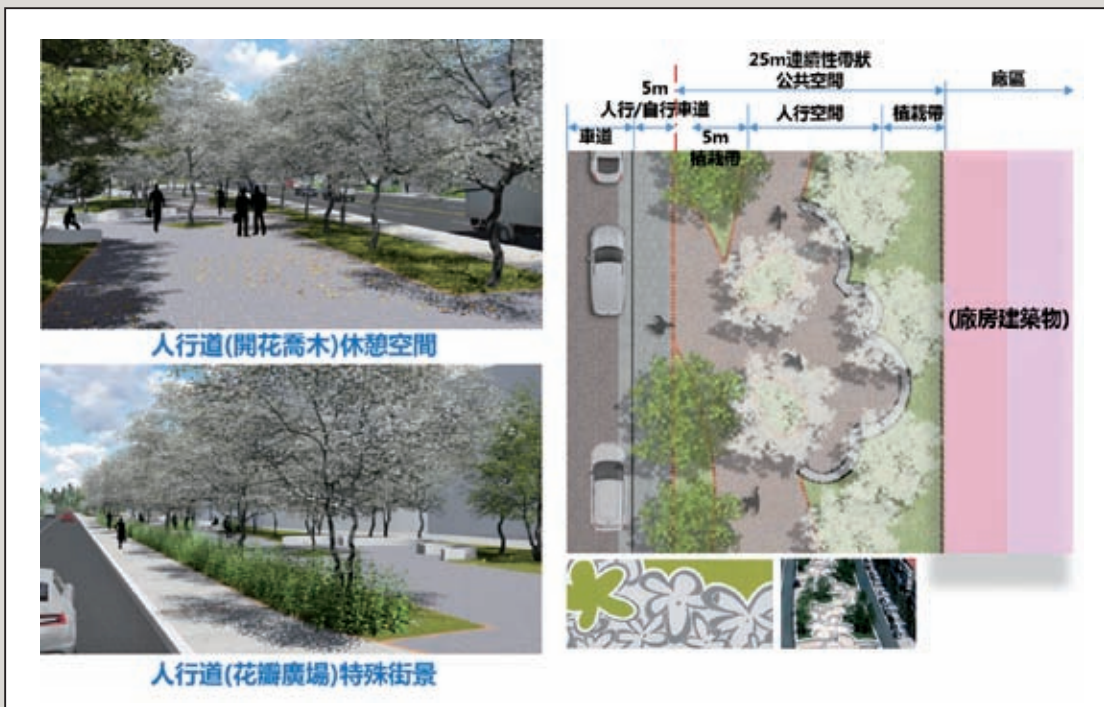 人行道(開花喬木)休憩空間
人行道(花瓣廣場)特殊街景
25m連續性帶狀
公共空間
廠區
5m
人行/自行車道
人行空間
植栽帶
車道
5m
植栽帶
(廠房建築物)